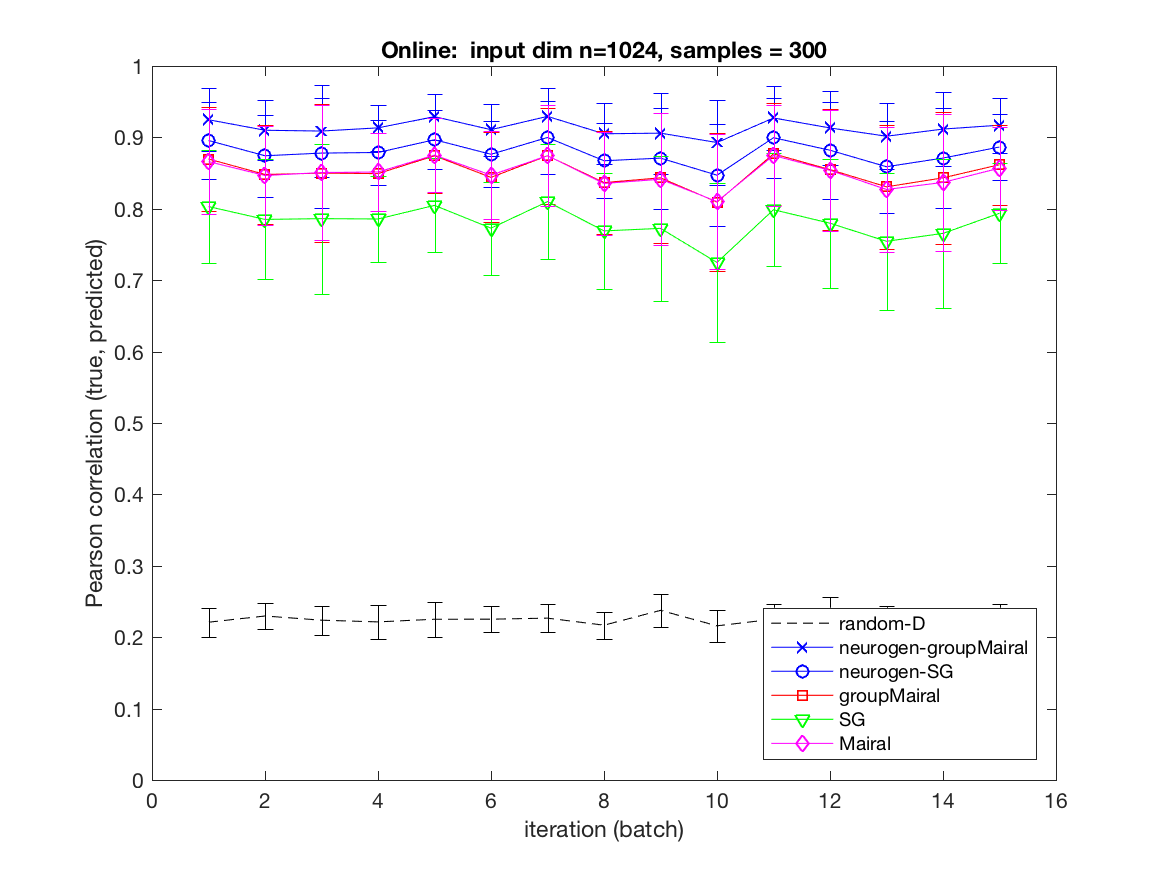 Online:  input dim n=1024, samples = 300
Pearson correlation (true, predicted)
1
0.9
0.8
0.7
0.6
0.5
0.4
0.3
0.2
0.1
0
0 2 4 6 8 10 12 14 16
iteration (batch)
random-D
neurogen-groupMairal
neurogen-SG
groupMairal
SG
Mairal